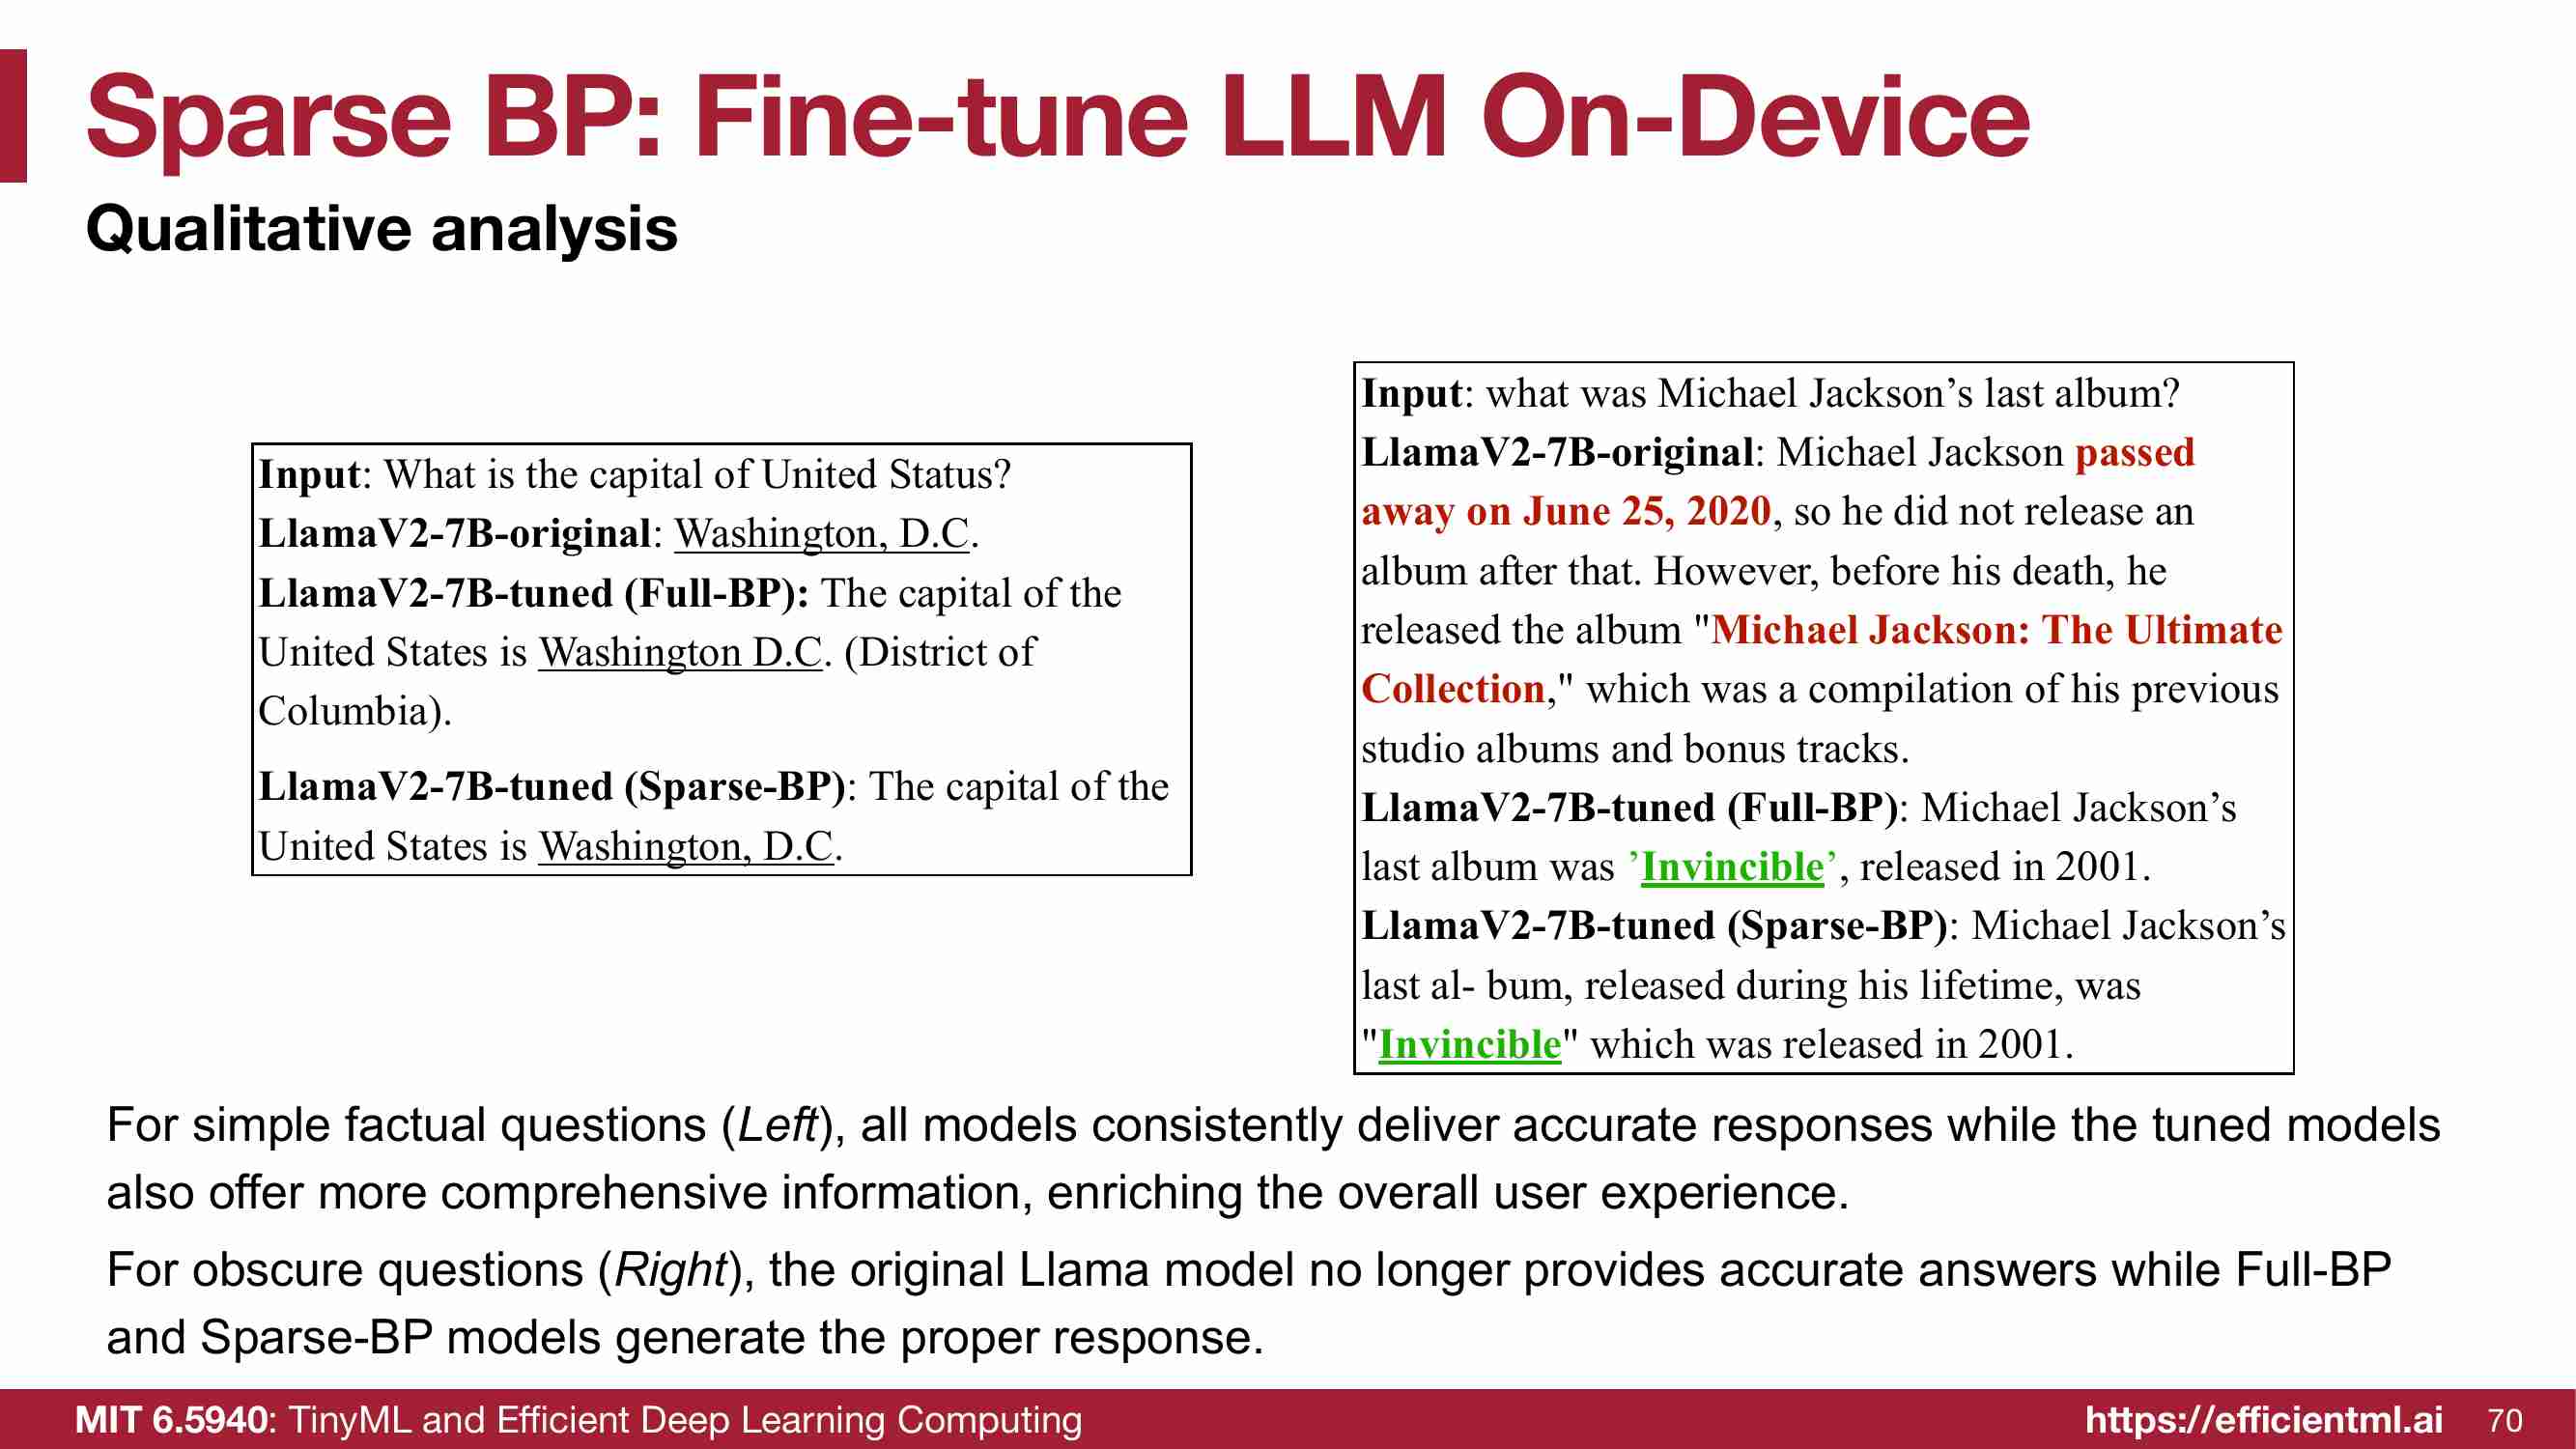 Sparse BP: Fine-tune LLM On-Device
Qualitative analysis
Input: What is the capital of United Status?
LlamaV2-7B-original: Washington, D.C.
LlamaV2-7B-tuned (Full-BP): The capital of the
United States is Washington D.C. (District of
Columbia).
LlamaV2-7B-tuned (Sparse-BP): The capital of the
United States is Washington, D.C.
Input: what was Michael Jackson’s last album?
LlamaV2-7B-original: Michael Jackson passed
away on June 25, 2020, so he did not release an
album after that. However, before his death, he
released the album "Michael Jackson: The Ultimate
Collection," which was a compilation of his previous
studio albums and bonus tracks.
LlamaV2-7B-tuned (Full-BP): Michael Jackson’s
last album was ’Invincible’, released in 2001.
LlamaV2-7B-tuned (Sparse-BP): Michael Jackson’s
last al- bum, released during his lifetime, was
"Invincible" which was released in 2001.
For simple factual questions (Left), all models consistently deliver accurate responses while the tuned models
also offer more comprehensive information, enriching the overall user experience.
For obscure questions (Right), the original Llama model no longer provides accurate answers while Full-BP
and Sparse-BP models generate the proper response.
MIT 6.5940: TinyML and Efficient Deep Learning Computing
https://efficientml.ai 70